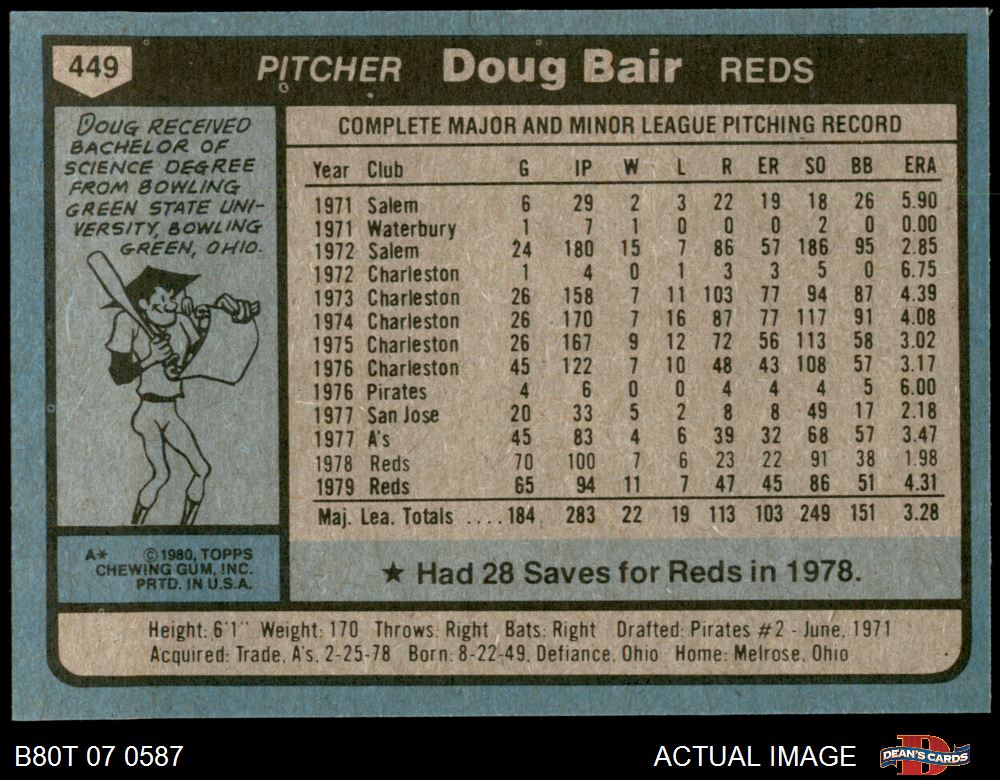 449 PITCHER Doug Bair REDS
DOUG RECEIVED
BACHELOR OF
SCIENCE DEGREE
FROM BOWLING
GREEN STATE UNI-
VERSITY, BOWLING
GREEN, OHIO.
COMPLETE MAJOR AND MINOR LEAGUE PITCHING RECORD
Year Club G IP W L R ER SO BB ERA
1971 Salem 6 29 2 3 22 19 18 26 5.90
1971 Waterbury 1 7 1 0 0 0 2 0 0.00
1972 Salem 24 180 15 7 86 57 186 95 2.85
1972 Charleston 1 4 0 1 3 3 5 0 6.75
1973 Charleston 26 158 7 11 103 77 94 87 4.39
1974 Charleston 26 170 7 16 87 77 117 91 4.08
1975 Charleston 26 167 9 12 72 56 113 58 3.02
1976 Charleston 45 122 7 10 48 43 108 57 3.17
1976 Pirates 4 6 0 0 4 4 4 5 6.00
1977 San Jose 20 33 5 2 8 8 49 17 2.18
1977 A's 45 83 4 6 39 32 68 57 3.47
1978 Reds 70 100 7 6 23 22 91 38 1.98
1979 Reds 65 94 11 7 47 45 86 51 4.31
Maj. Lea. Totals ....184 283 22 19 113 103 249 151 3.28
A* ©1980, TOPPS
CHEWING GUM, INC.
PRTD. IN U.S.A.
★ Had 28 Saves for Reds in 1978.
Height: 6'1" Weight: 170 Throws: Right Bats: Right Drafted: Pirates #2 - June, 1971
Acquired: Trade, A's, 2-25-78 Born: 8-22-49, Defiance, Ohio Home: Melrose, Ohio
B80T 07 0587 ACTUAL IMAGE DEAN'S CARDS